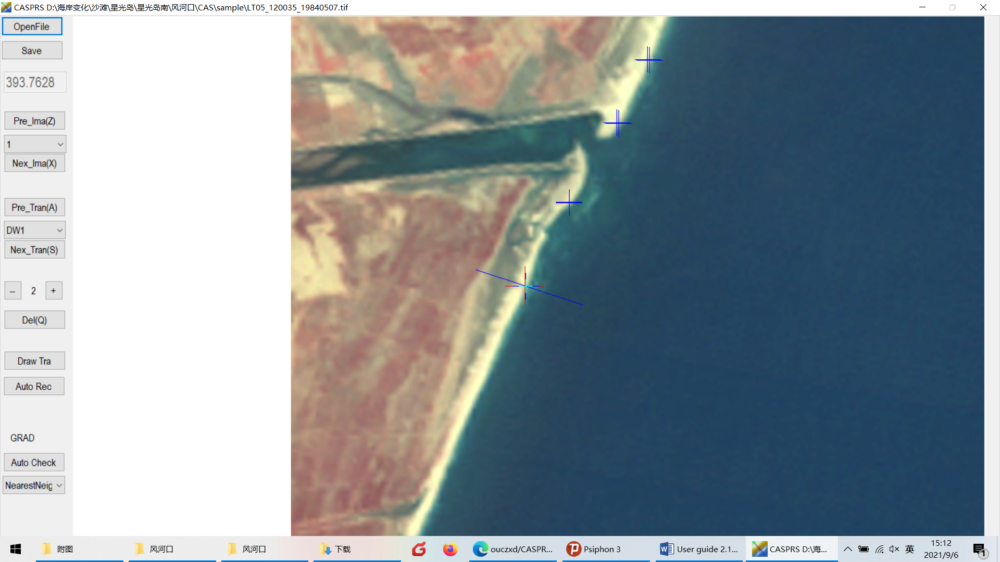 CASPRS D:\海岸变化\沙滩\星光岛\星光岛南\风河口\CAS\sample\LT05_120035_19840507.tif
OpenFile
Save
393.7628
Pre_Ima(Z)
1
Nex_Ima(X)
Pre_Tran(A)
DW1
Nex_Tran(S)
– 2 +
Del(Q)
Draw Tra
Auto Rec
GRAD
Auto Check
NearestNeig
附图
风河口
风河口
下载
ouczxd/CASPR...
Psiphon 3
User guide 2.1...
CASPRS D:\海...
英
15:12
2021/9/6
1